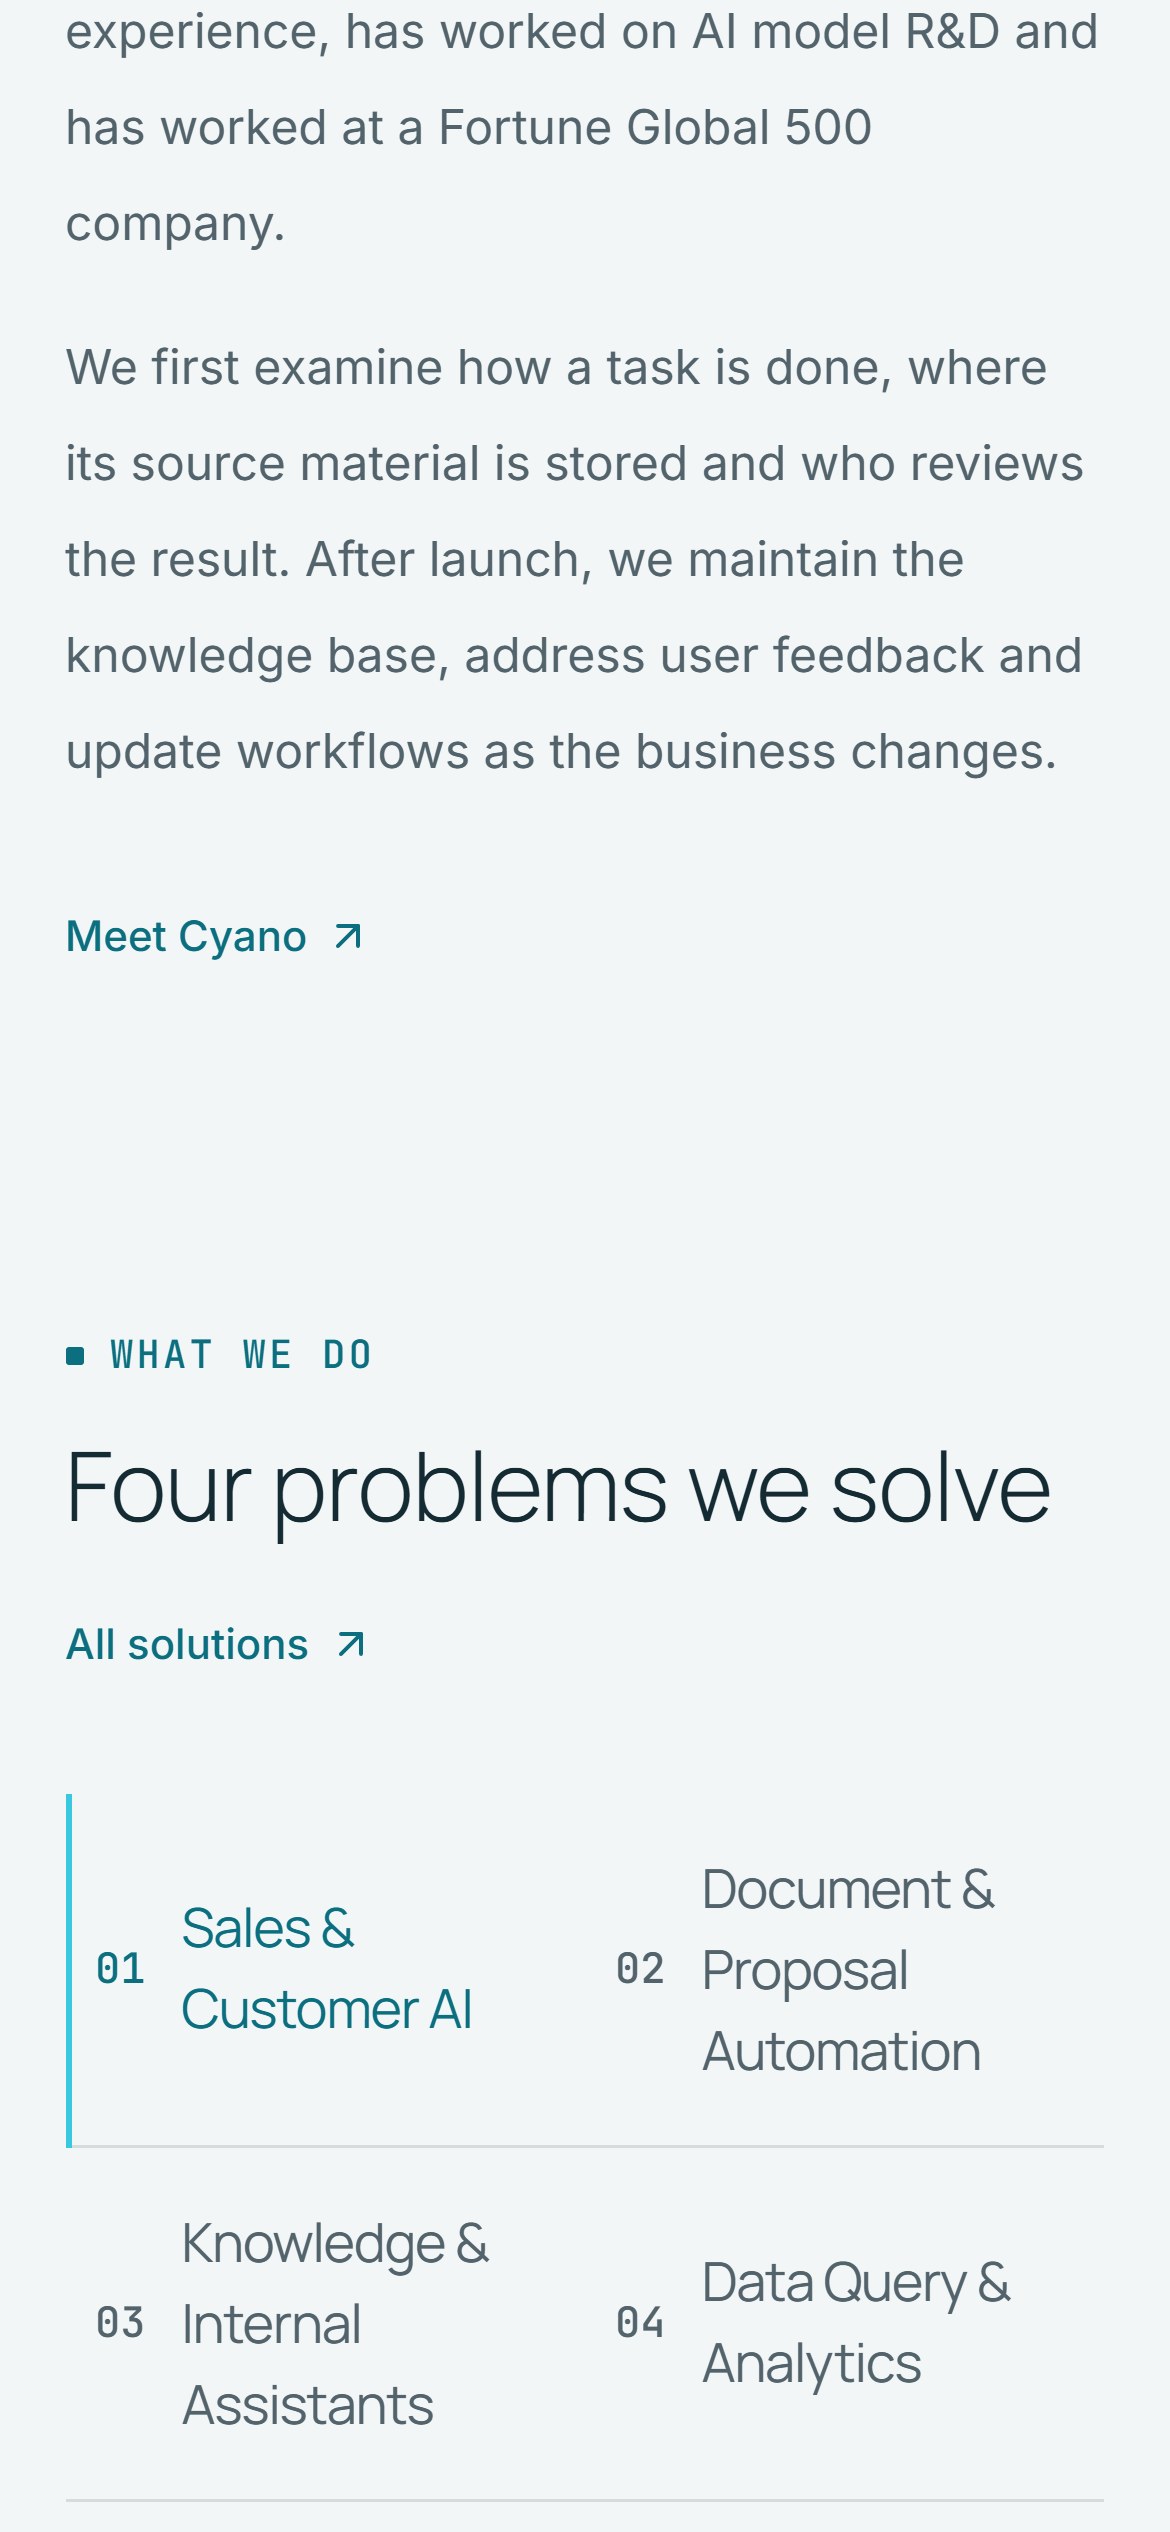 experience, has worked on AI model R&D and
has worked at a Fortune Global 500
company.
We first examine how a task is done, where
its source material is stored and who reviews
the result. After launch, we maintain the
knowledge base, address user feedback and
update workflows as the business changes.
Meet Cyano
WHAT WE DO
Four problems we solve
All solutions
01
Sales &
Customer AI
02
Document &
Proposal
Automation
03
Knowledge &
Internal
Assistants
04
Data Query &
Analytics